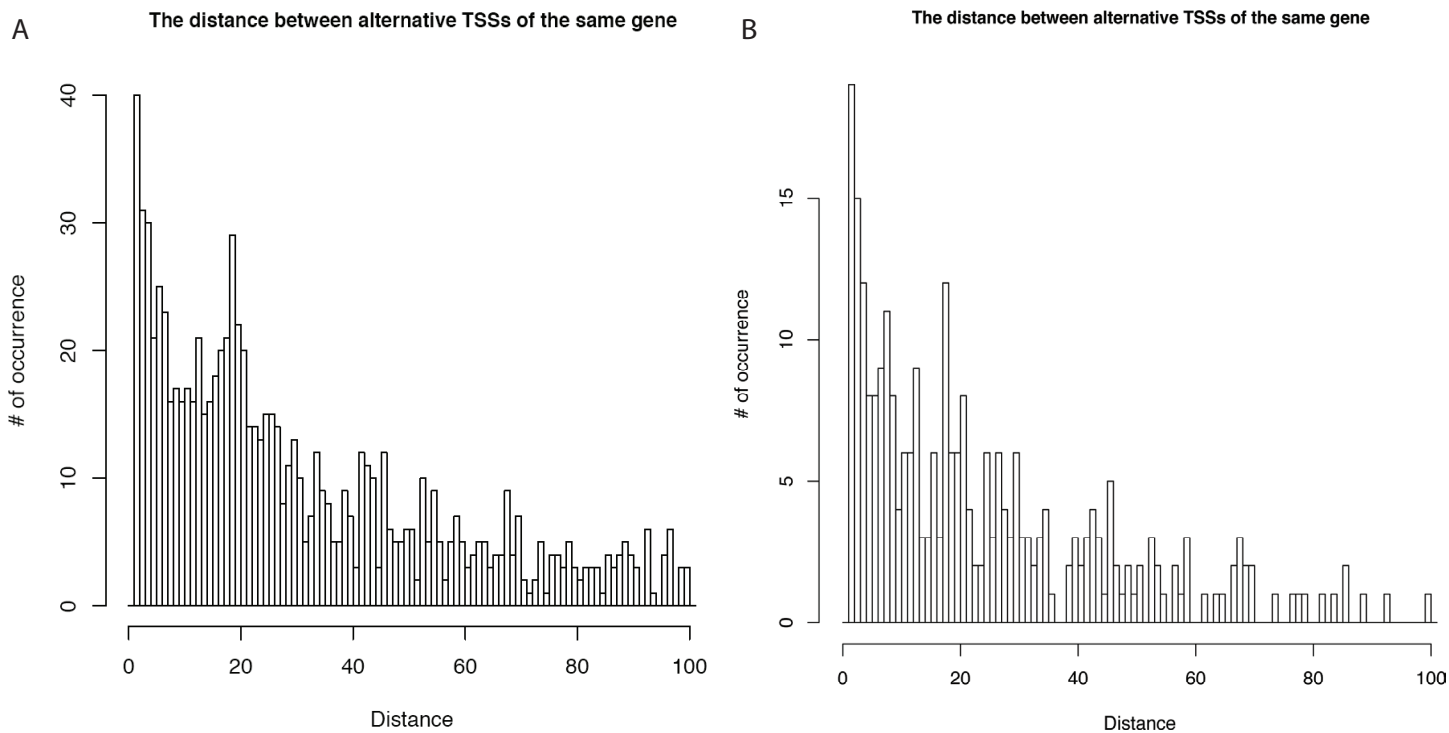 A
The distance between alternative TSSs of the same gene
# of occurrence
40
30
20
10
0
0 20 40 60 80 100
Distance
B
The distance between alternative TSSs of the same gene
# of occurrence
15
10
5
0
0 20 40 60 80 100
Distance